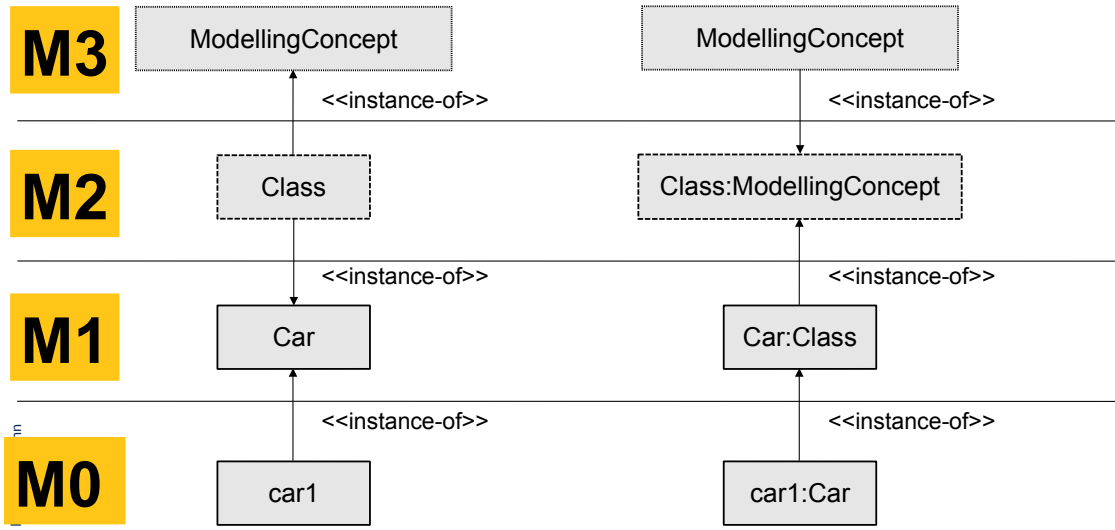 M3
ModellingConcept
ModellingConcept
<<instance-of>>
<<instance-of>>
M2
Class
Class:ModellingConcept
<<instance-of>>
<<instance-of>>
M1
Car
Car:Class
<<instance-of>>
<<instance-of>>
M0
car1
car1:Car